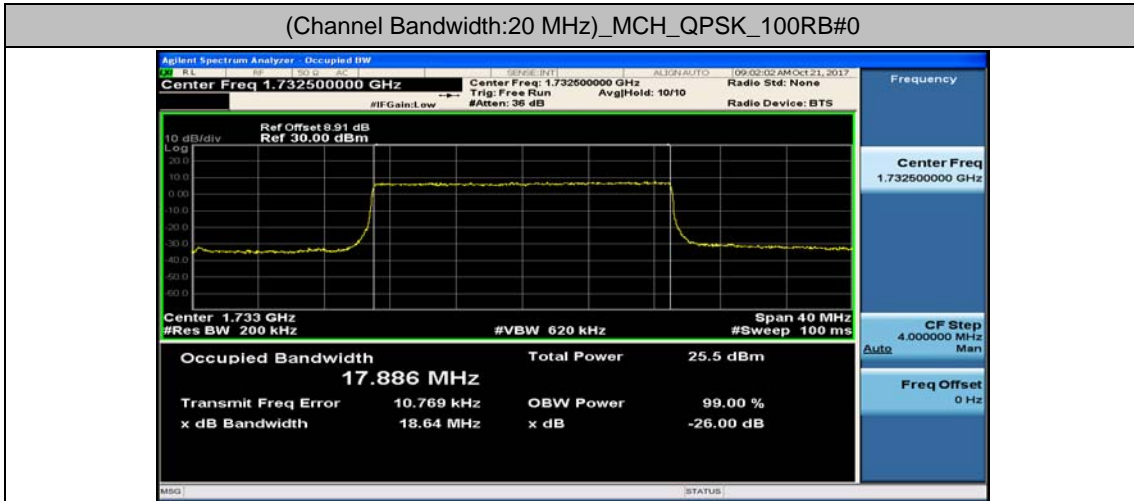 (Channel Bandwidth:20 MHz)_MCH_QPSK_100RB#0
Agilent Spectrum Analyzer - Occupied BW
RL RF 50 Ω AC SENSE:INT ALIGN AUTO 09:02:02 AM Oct 21, 2017
Center Freq 1.732500000 GHz
Center Freq: 1.732500000 GHz
Radio Std: None
Trig: Free Run Avg|Hold: 10/10
#IFGain:Low #Atten: 36 dB Radio Device: BTS
Ref Offset 8.91 dB
10 dB/div Ref 30.00 dBm
Log
20.0
10.0
0.00
-10.0
-20.0
-30.0
-40.0
-50.0
-60.0
Center 1.733 GHz Span 40 MHz
#Res BW 200 kHz #VBW 620 kHz #Sweep 100 ms
Occupied Bandwidth Total Power 25.5 dBm
17.886 MHz
Transmit Freq Error 10.769 kHz OBW Power 99.00 %
x dB Bandwidth 18.64 MHz x dB -26.00 dB
Frequency
Center Freq
1.732500000 GHz
CF Step
4.000000 MHz
Auto Man
Freq Offset
0 Hz
MSG STATUS